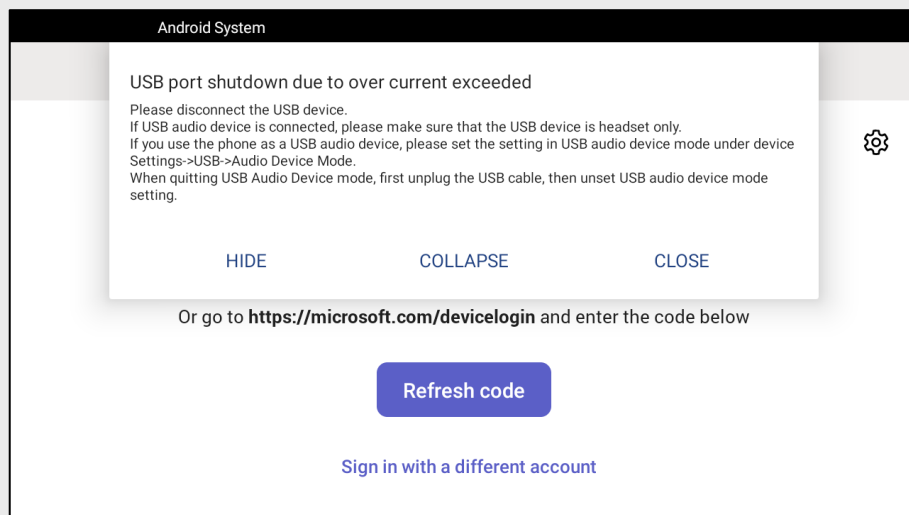 Android System
USB port shutdown due to over current exceeded
Please disconnect the USB device.
If USB audio device is connected, please make sure that the USB device is headset only.
If you use the phone as a USB audio device, please set the setting in USB audio device mode under device
Settings->USB->Audio Device Mode.
When quitting USB Audio Device mode, first unplug the USB cable, then unset USB audio device mode
setting.
HIDE COLLAPSE CLOSE
Or go to https://microsoft.com/devicelogin and enter the code below
Refresh code
Sign in with a different account